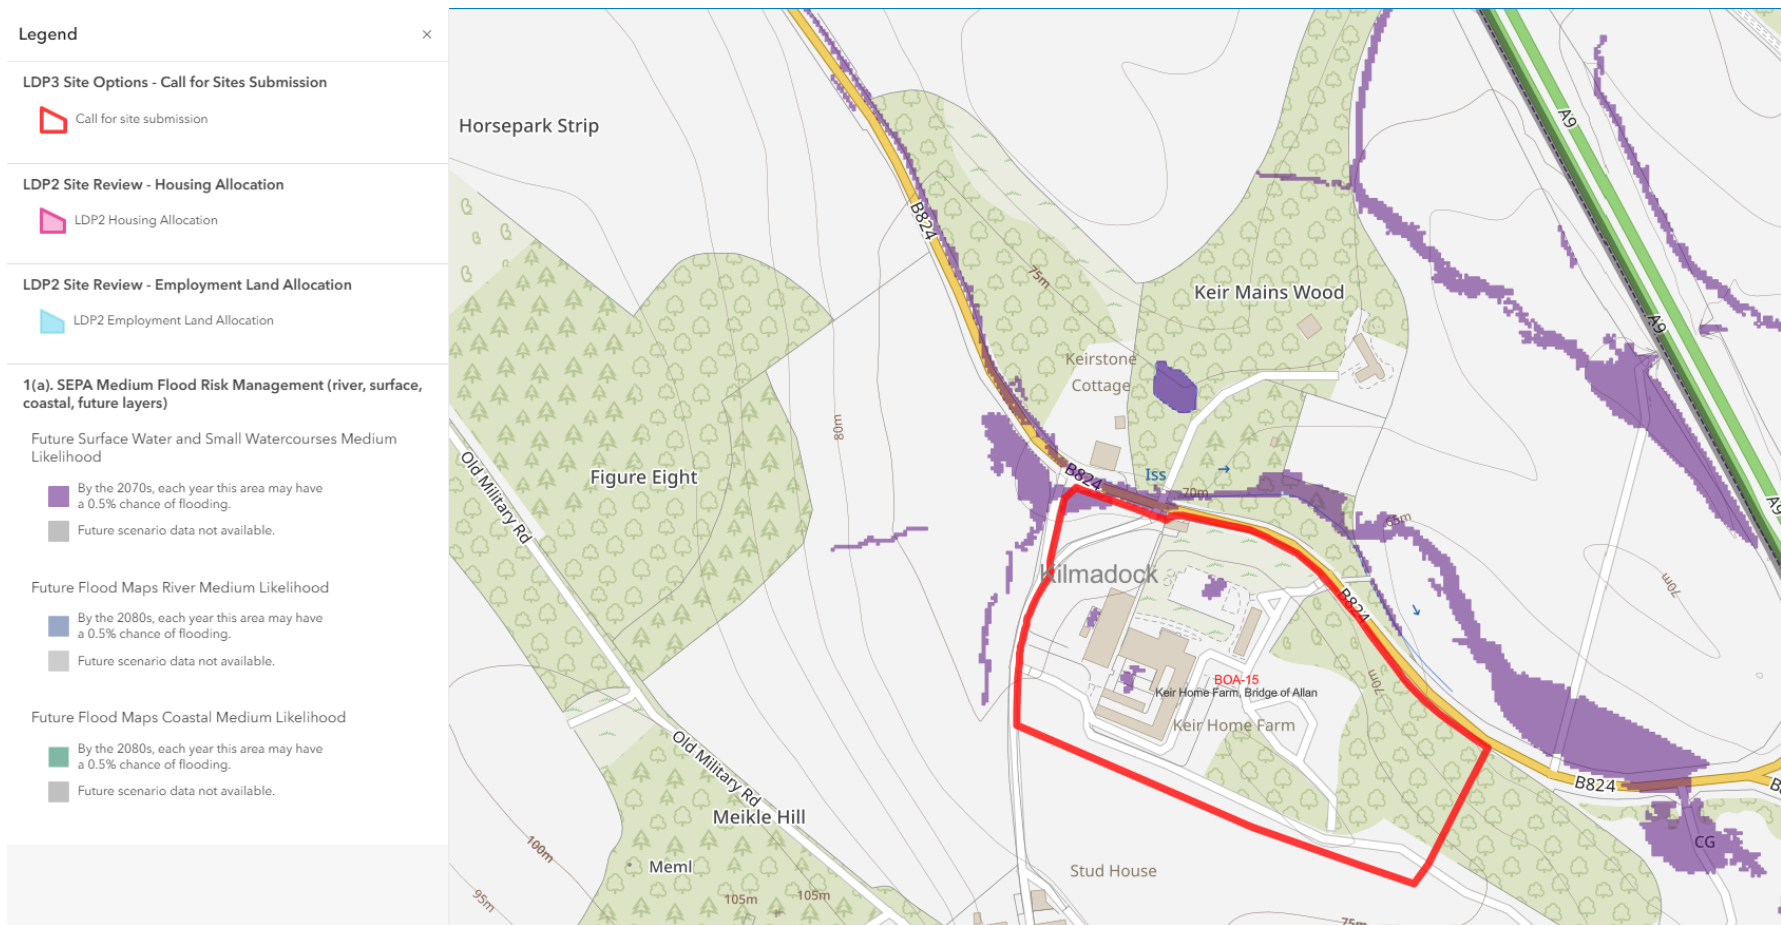 Legend
×
LDP3 Site Options - Call for Sites Submission
Call for site submission
LDP2 Site Review - Housing Allocation
LDP2 Housing Allocation
LDP2 Site Review - Employment Land Allocation
LDP2 Employment Land Allocation
1(a). SEPA Medium Flood Risk Management (river, surface,
coastal, future layers)
Future Surface Water and Small Watercourses Medium
Likelihood
By the 2070s, each year this area may have
a 0.5% chance of flooding.
Future scenario data not available.
Future Flood Maps River Medium Likelihood
By the 2080s, each year this area may have
a 0.5% chance of flooding.
Future scenario data not available.
Future Flood Maps Coastal Medium Likelihood
By the 2080s, each year this area may have
a 0.5% chance of flooding.
Future scenario data not available.
Horsepark Strip
A9
B824
75m
Keir Mains Wood
A9
Keirstone
Cottage
80m
Figure Eight
Old Military Rd
B824
Iss
70m
A9
65m
Kilmadock
70m
B824
BOA-15
Keir Home Farm, Bridge of Allan
70m
Keir Home Farm
Old Military Rd
B824
Meikle Hill
100m
CG
Meml
Stud House
95m
105m
105m
75m